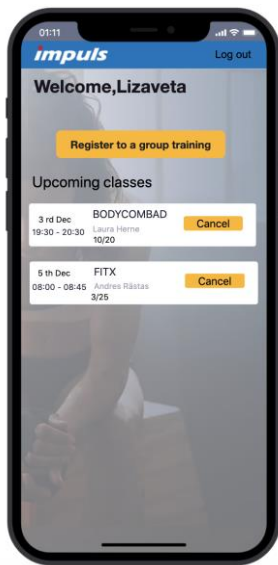 01:11
impuls
Log out
Welcome,Lizaveta
Register to a group training
Upcoming classes
3 rd Dec
19:30 - 20:30
BODYCOMBAD
Laura Herne
10/20
Cancel
5 th Dec
08:00 - 08:45
FITX
Andres Rästas
3/25
Cancel